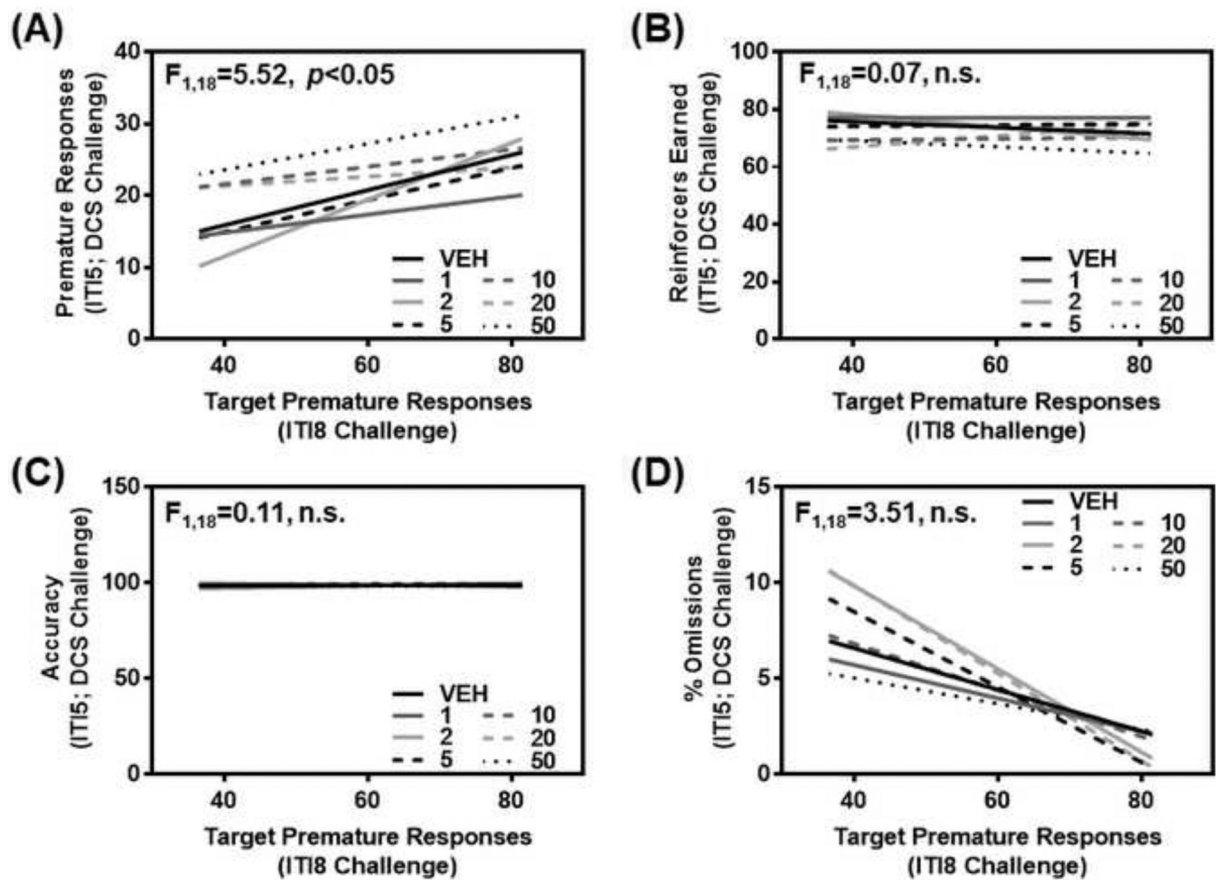 (A)
F1,18=5.52, p<0.05
Premature Responses
(ITI5; DCS Challenge)
40
30
20
10
0
VEH
1 10
2 20
5 50
40 60 80
Target Premature Responses
(ITI8 Challenge)
(B)
F1,18=0.07, n.s.
Reinforcers Earned
(ITI5; DCS Challenge)
100
80
60
40
20
0
VEH
1 10
2 20
5 50
40 60 80
Target Premature Responses
(ITI8 Challenge)
(C)
F1,18=0.11, n.s.
Accuracy
(ITI5; DCS Challenge)
150
100
50
0
VEH
1 10
2 20
5 50
40 60 80
Target Premature Responses
(ITI8 Challenge)
(D)
F1,18=3.51, n.s.
% Omissions
(ITI5; DCS Challenge)
15
10
5
0
VEH
1 10
2 20
5 50
40 60 80
Target Premature Responses
(ITI8 Challenge)